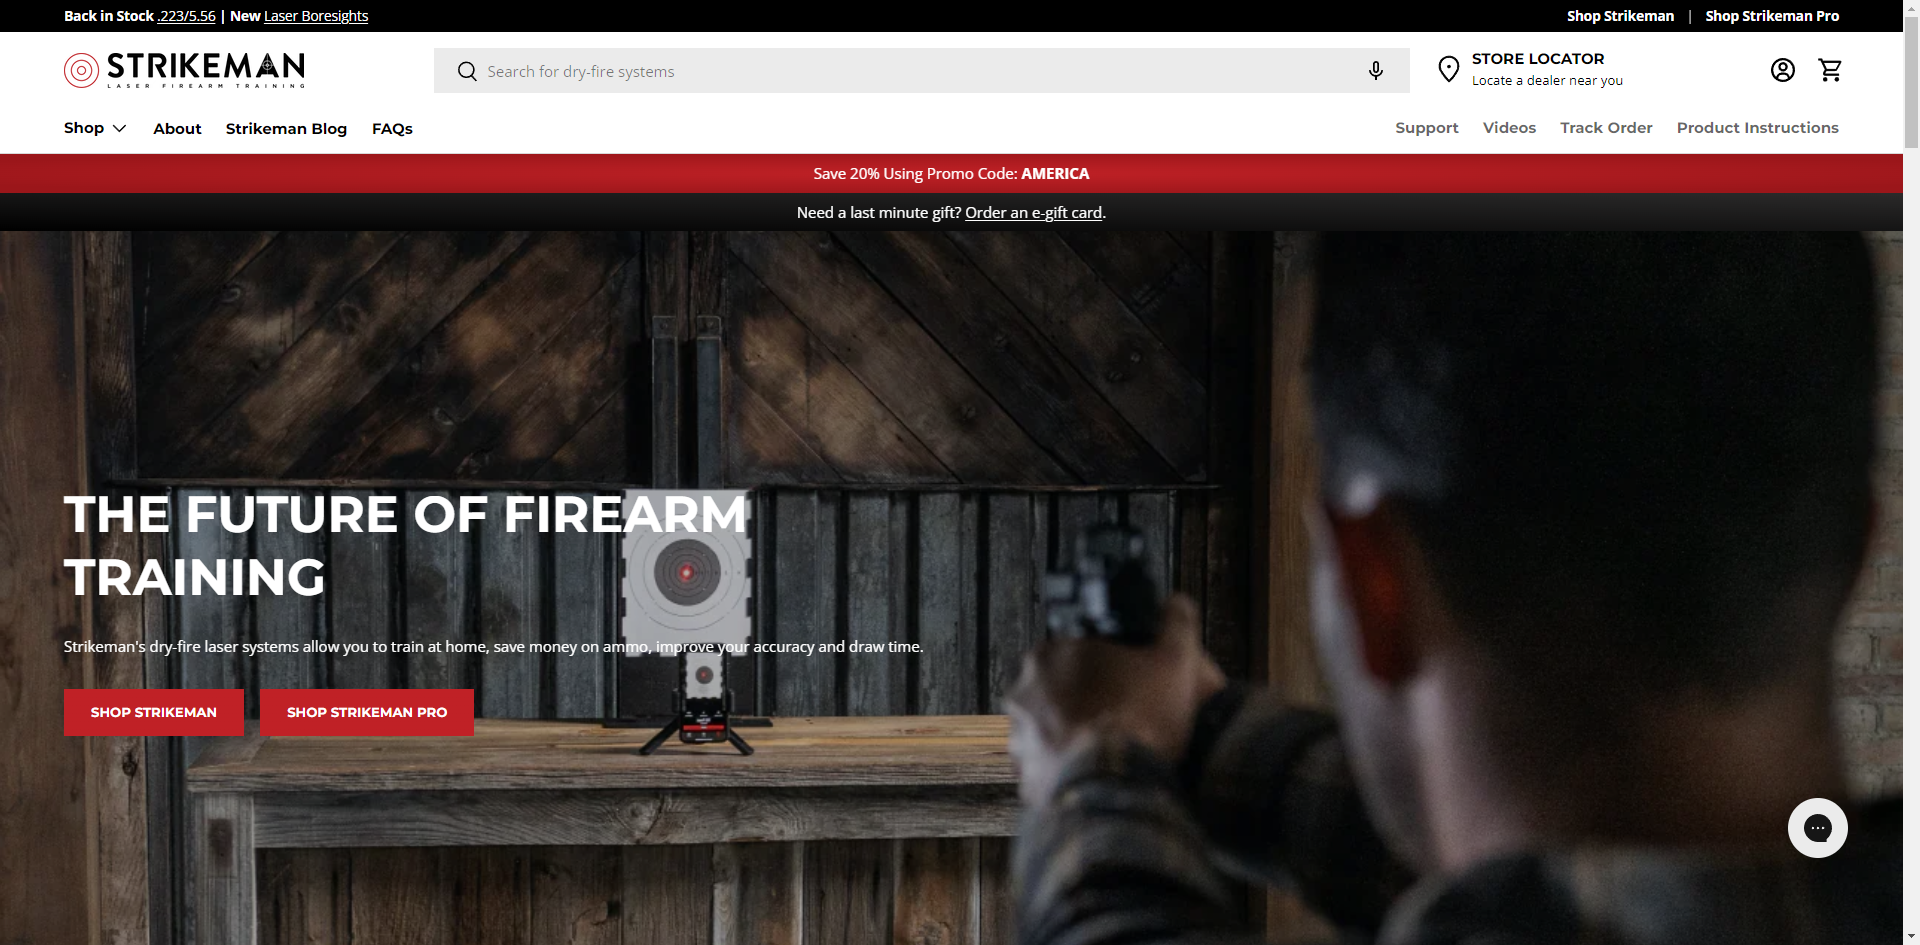 Back in Stock .223/5.56 | New Laser Boresights
Shop Strikeman | Shop Strikeman Pro
STRIKEMAN
LASER FIREARM TRAINING
Search for dry-fire systems
STORE LOCATOR
Locate a dealer near you
Shop About Strikeman Blog FAQs
Support Videos Track Order Product Instructions
Save 20% Using Promo Code: AMERICA
Need a last minute gift? Order an e-gift card.
THE FUTURE OF FIREARM
TRAINING
Strikeman's dry-fire laser systems allow you to train at home, save money on ammo, improve your accuracy and draw time.
SHOP STRIKEMAN
SHOP STRIKEMAN PRO